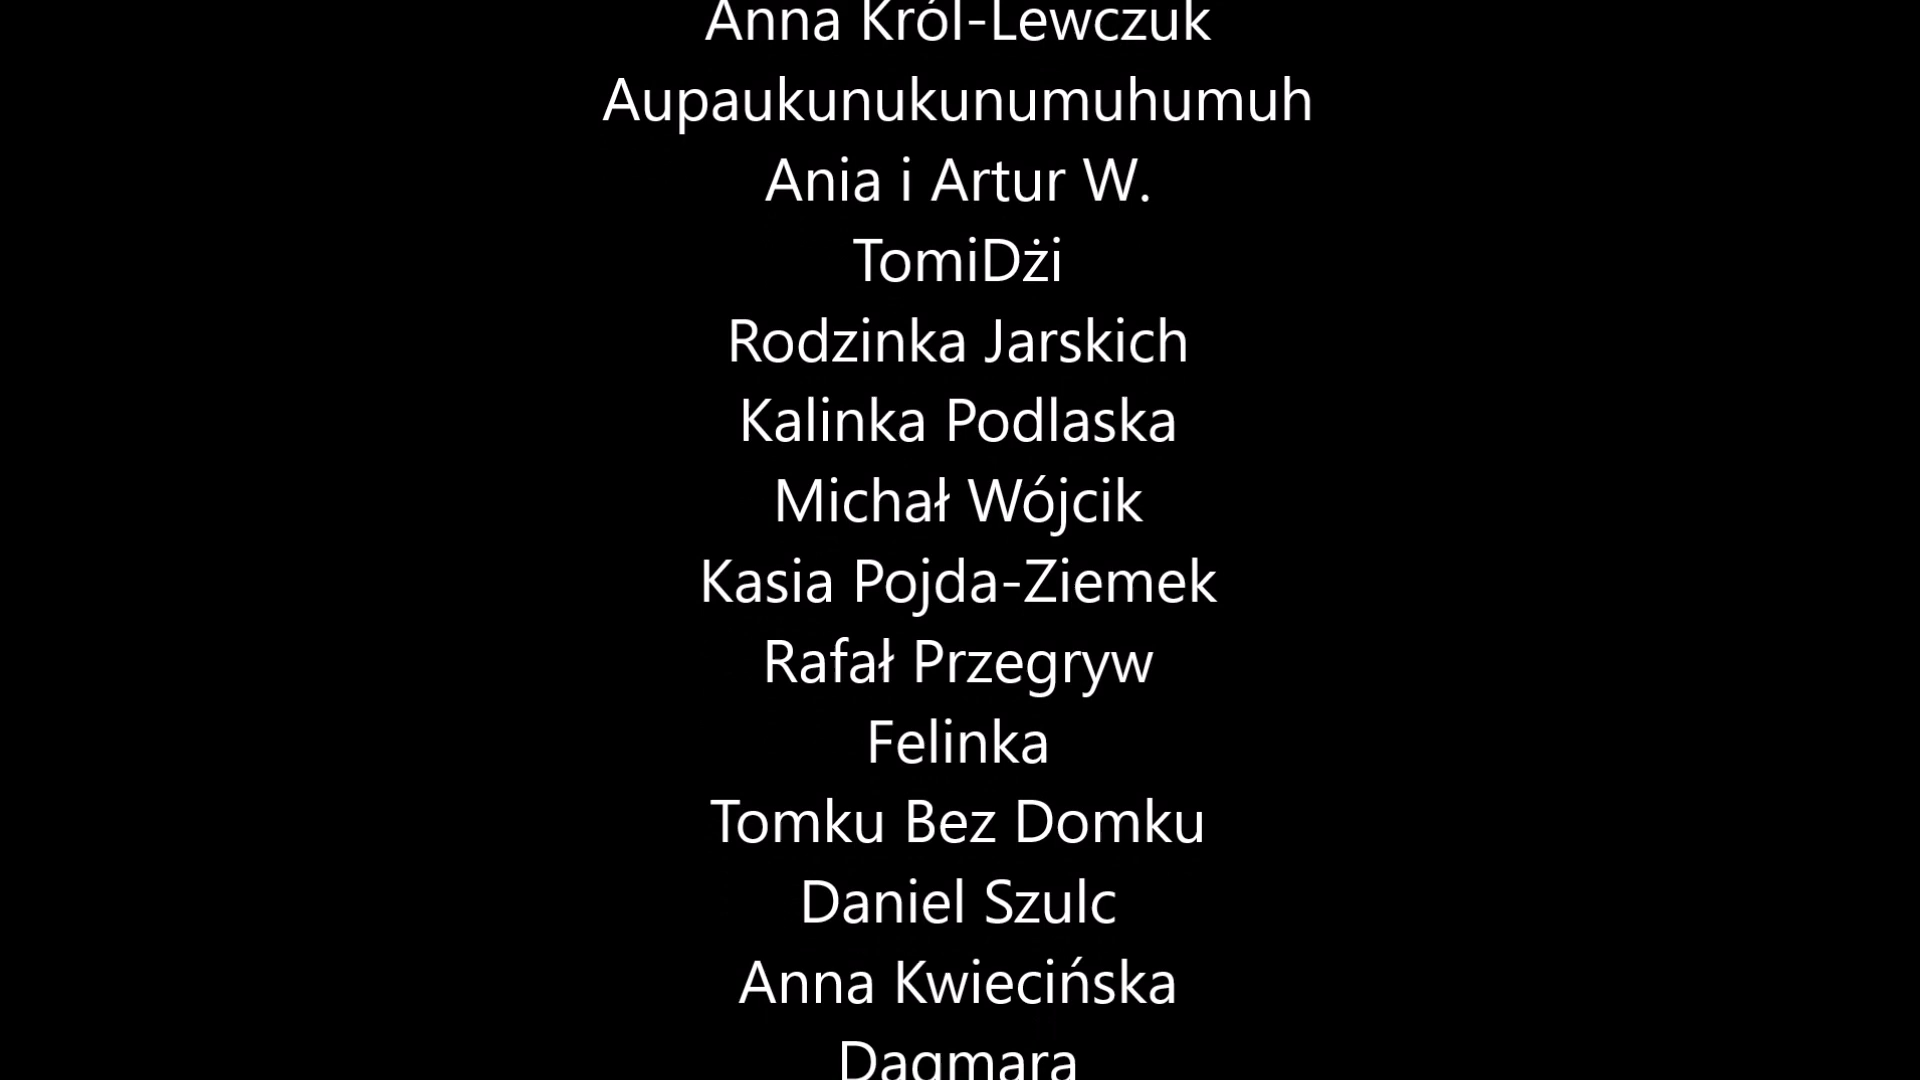 Anna Król-Lewczuk
Aupaukunukunumuhumuh
Ania i Artur W.
TomiDżi
Rodzinka Jarskich
Kalinka Podlaska
Michał Wójcik
Kasia Pojda-Ziemek
Rafał Przegryw
Felinka
Tomku Bez Domku
Daniel Szulc
Anna Kwiecińska
Dagmara